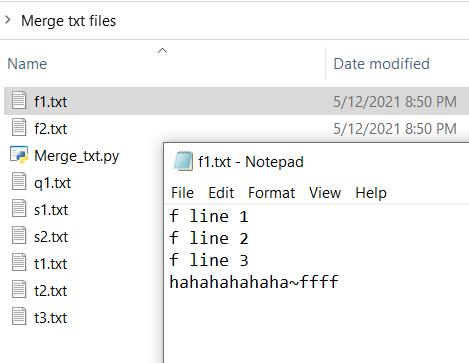 Merge txt files
Name Date modified
f1.txt 5/12/2021 8:50 PM
f2.txt 5/12/2021 8:50 PM
Merge_txt.py
q1.txt
s1.txt
s2.txt
t1.txt
t2.txt
t3.txt
f1.txt - Notepad
File Edit Format View Help
f line 1
f line 2
f line 3
hahahahahaha~ffff